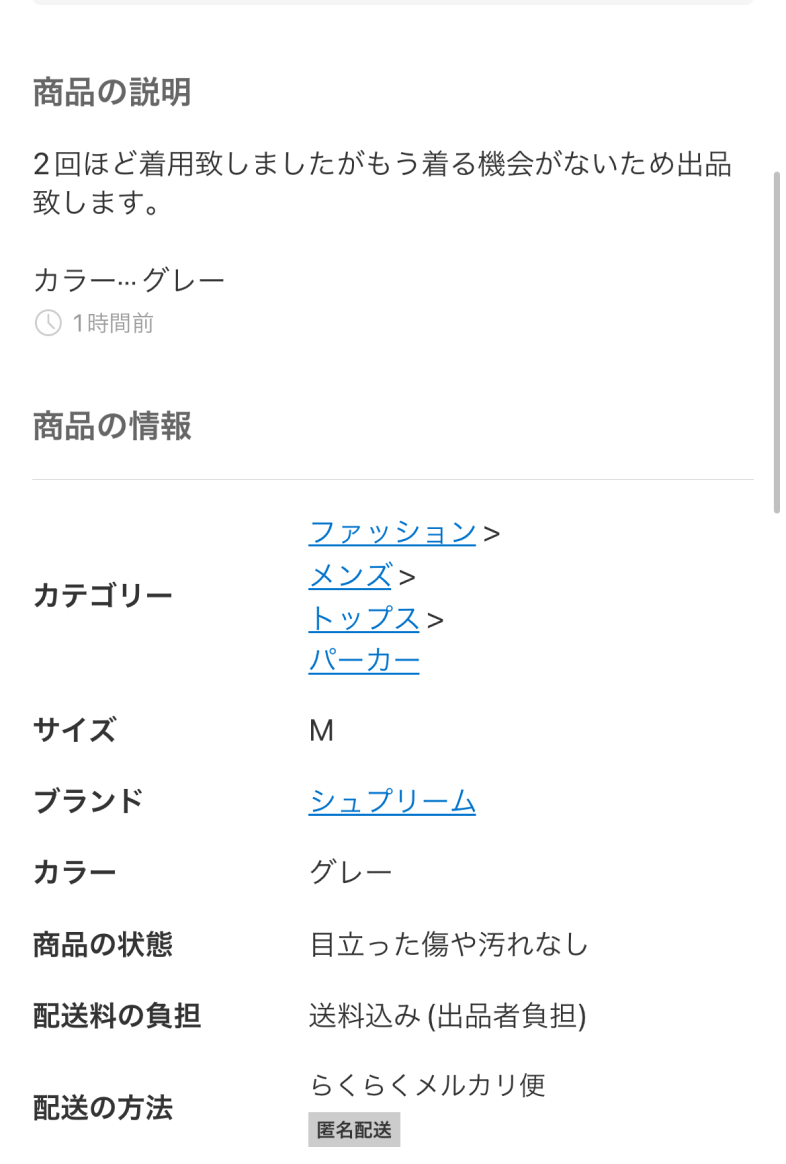 商品の説明
2回ほど着用致しましたがもう着る機会がないため出品
致します。
カラー…グレー
1時間前
商品の情報
カテゴリー
ファッション >
メンズ >
トップス >
パーカー
サイズ M
ブランド シュプリーム
カラー グレー
商品の状態 目立った傷や汚れなし
配送料の負担 送料込み (出品者負担)
配送の方法 らくらくメルカリ便
匿名配送